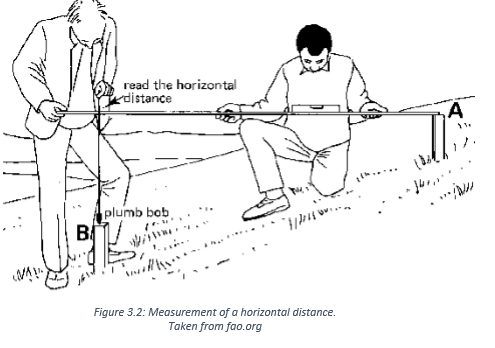 read the horizontal
distance
A
plumb bob
B
Figure 3.2: Measurement of a horizontal distance.
Taken from fao.org